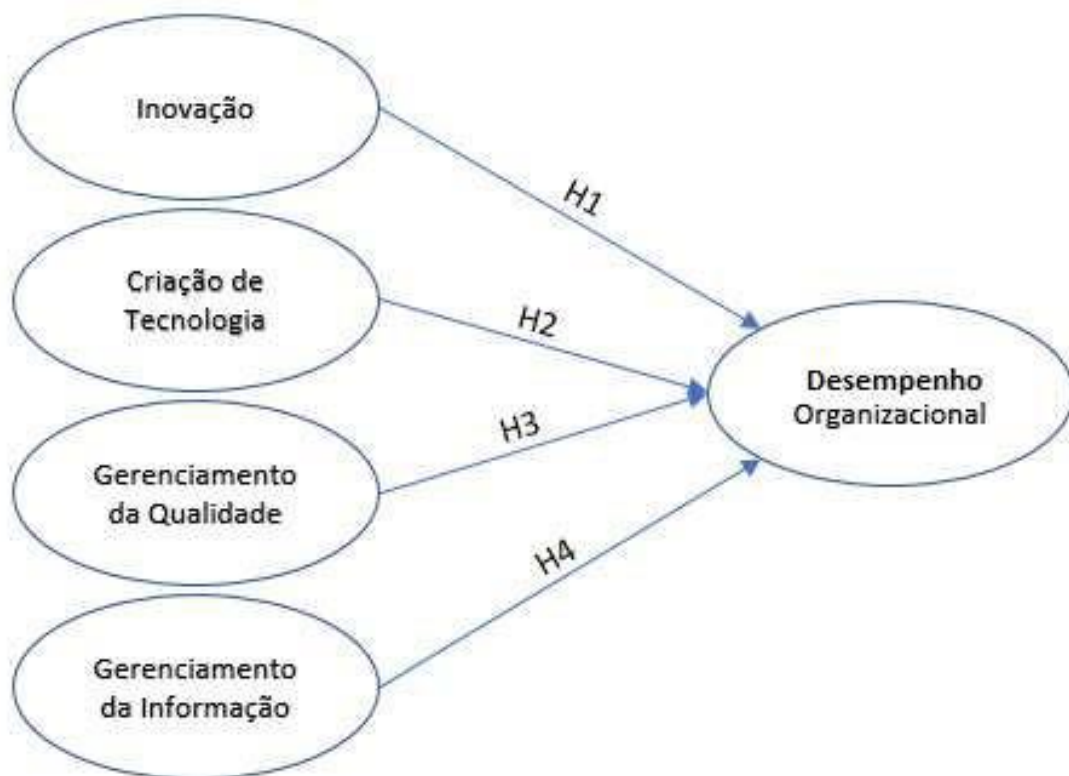 Inovação
H1
Criação de
Tecnologia
H2
Desempenho
Organizacional
H3
Gerenciamento
da Qualidade
H4
Gerenciamento
da Informação